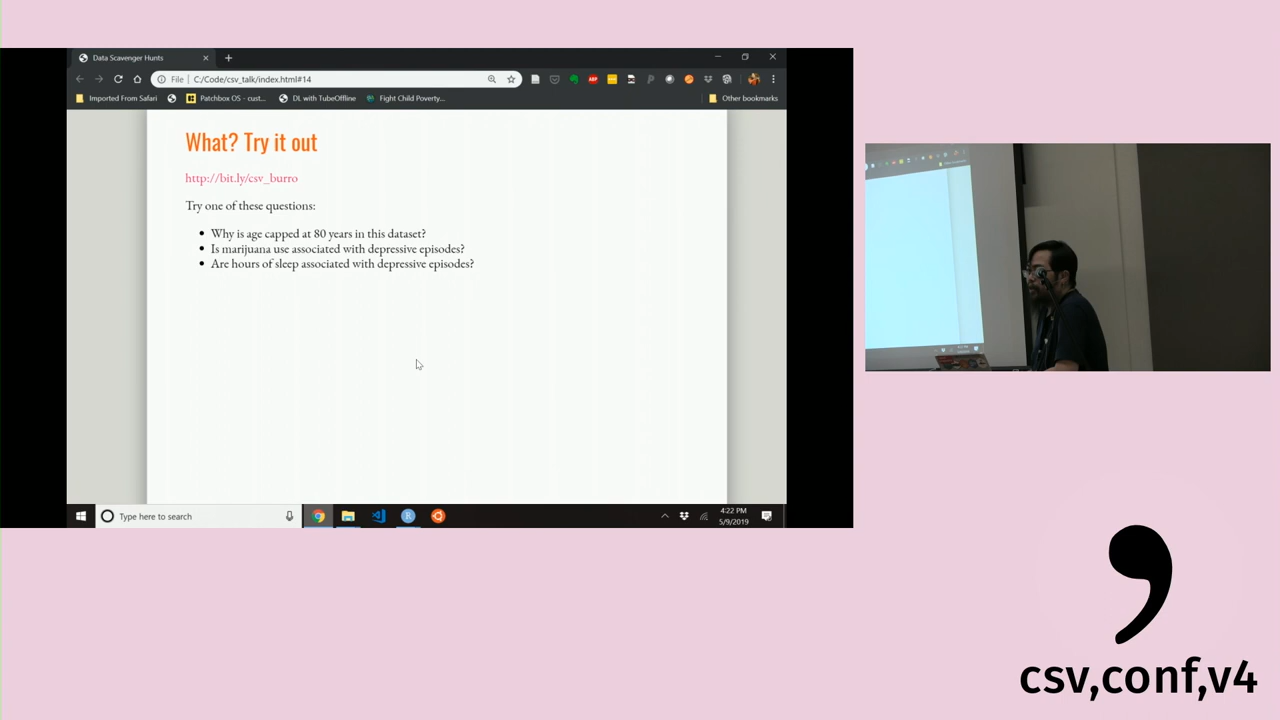 Data Scavenger Hunts
File
C:/Code/csv_talk/index.html#14
ABP
Imported From Safari
Patchbox OS - cust...
DL with TubeOffline
Fight Child Poverty...
Other bookmarks
What? Try it out
http://bit.ly/csv_burro
Try one of these questions:
Why is age capped at 80 years in this dataset?
Is marijuana use associated with depressive episodes?
Are hours of sleep associated with depressive episodes?
Type here to search
R
4:22 PM
5/9/2019
csv,conf,v4